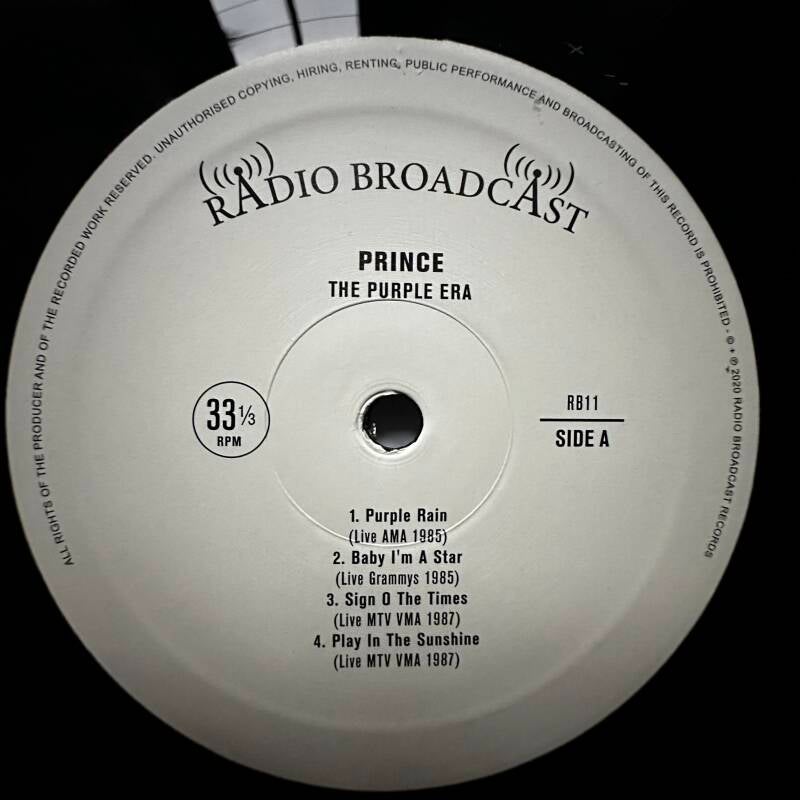 ALL RIGHTS OF THE PRODUCER AND OF THE RECORDED WORK RESERVED. UNAUTHORISED COPYING, HIRING, RENTING, PUBLIC PERFORMANCE AND BROADCASTING OF THIS RECORD IS PROHIBITED - © + ℗ 2020 RADIO BROADCAST RECORDS
RADIO BROADCAST
PRINCE
THE PURPLE ERA
33⅓
RPM
RB11
SIDE A
1. Purple Rain
(Live AMA 1985)
2. Baby I'm A Star
(Live Grammys 1985)
3. Sign O The Times
(Live MTV VMA 1987)
4. Play In The Sunshine
(Live MTV VMA 1987)